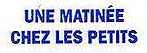 UNE MATINÉE
CHEZ LES PETITS